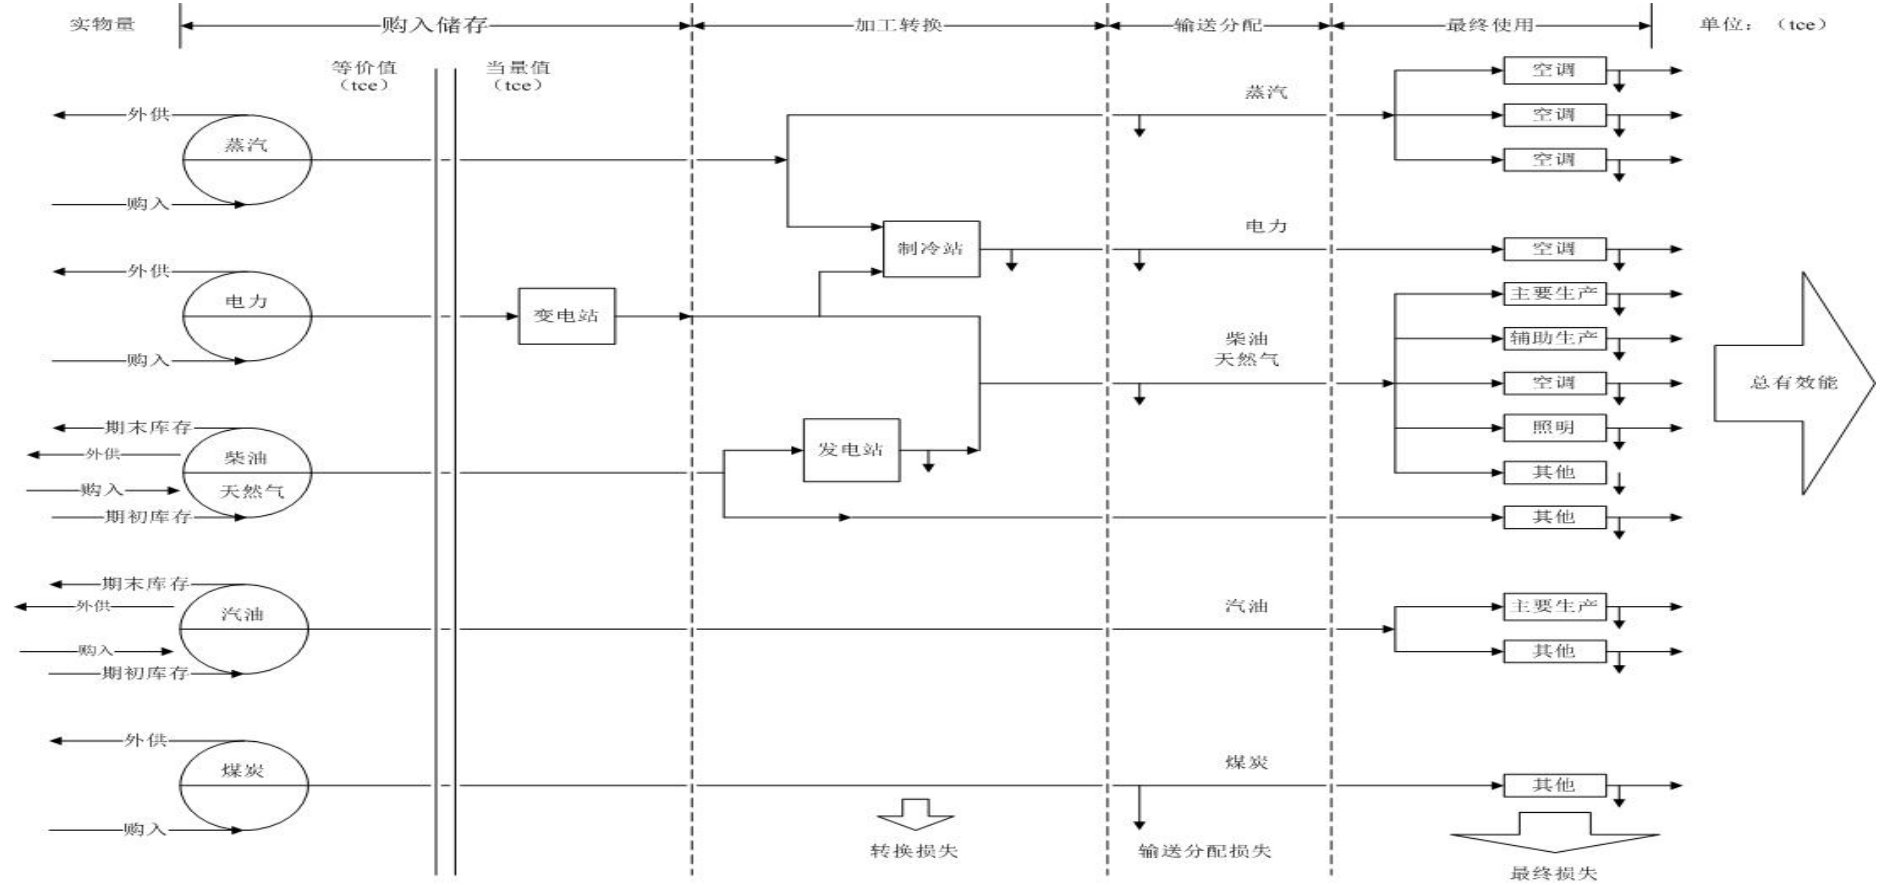 实物量
购入储存
加工转换
输送分配
最终使用
单位：（tce）
等价值
（tce）
当量值
（tce）
外供
蒸汽
购入
外供
电力
购入
期末库存
外供
柴油
天然气
购入
期初库存
期末库存
外供
汽油
购入
期初库存
外供
煤炭
购入
变电站
制冷站
发电站
蒸汽
电力
柴油
天然气
汽油
煤炭
空调
空调
空调
空调
主要生产
辅助生产
空调
照明
其他
其他
主要生产
其他
其他
总有效能
转换损失
输送分配损失
最终损失